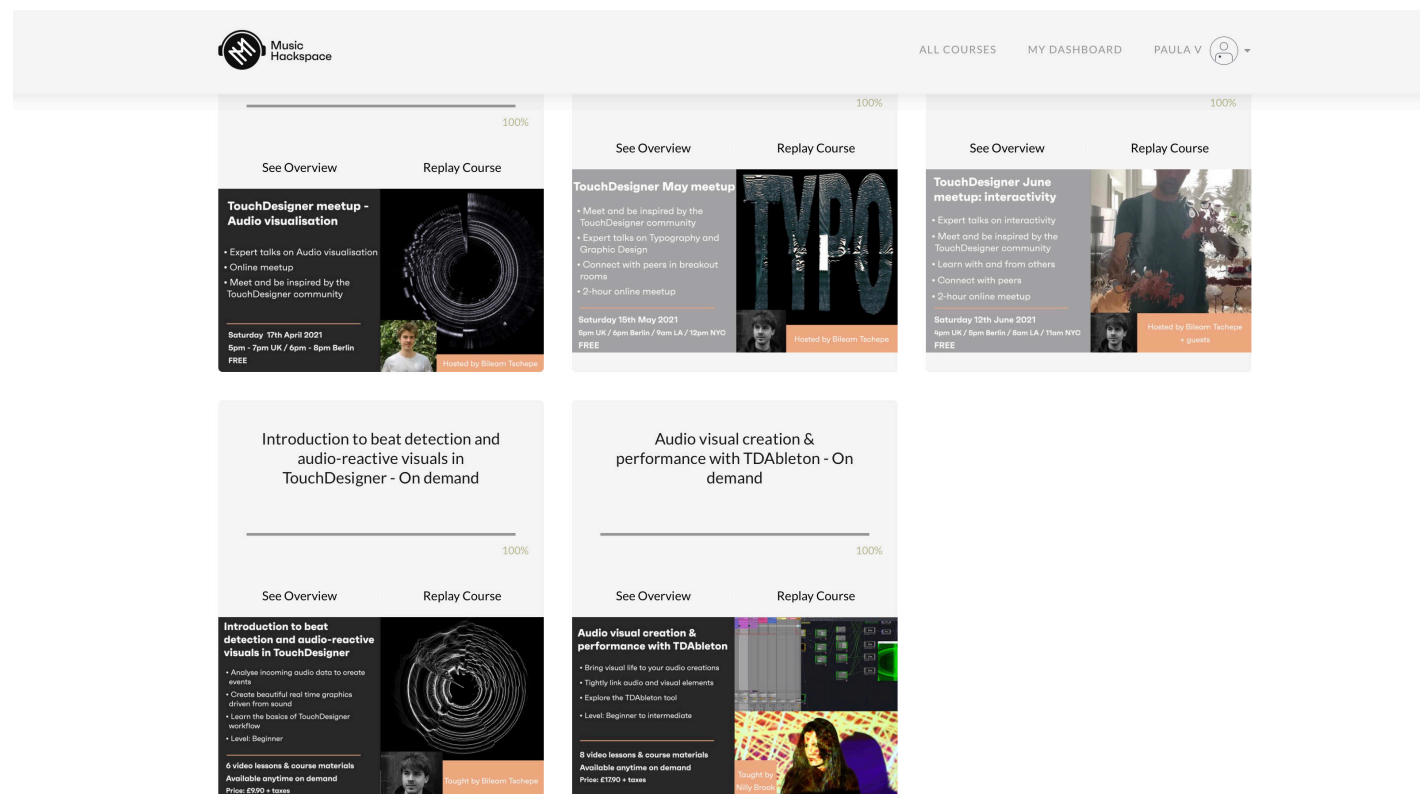 Music
Hackspace
ALL COURSES
MY DASHBOARD
PAULA V
100%
See Overview
Replay Course
TouchDesigner meetup -
Audio visualisation
• Expert talks on Audio visualisation
• Online meetup
• Meet and be inspired by the
TouchDesigner community
Saturday 17th April 2021
5pm - 7pm UK / 6pm - 8pm Berlin
FREE
Hosted by Bileam Tschepe
100%
See Overview
Replay Course
TouchDesigner May meetup
• Meet and be inspired by the
TouchDesigner community
• Expert talks on Typography and
Graphic Design
• Connect with peers in breakout
rooms
• 2-hour online meetup
Saturday 15th May 2021
5pm UK / 6pm Berlin / 9am LA / 12pm NYC
FREE
TYPO
Hosted by Bileam Tschepe
100%
See Overview
Replay Course
TouchDesigner June
meetup: interactivity
• Expert talks on interactivity
• Meet and be inspired by the
TouchDesigner community
• Learn with and from others
• Connect with peers
• 2-hour online meetup
Saturday 12th June 2021
4pm UK / 5pm Berlin / 8am LA / 11am NYC
FREE
Hosted by Bileam Tschepe
+ guests
Introduction to beat detection and
audio-reactive visuals in
TouchDesigner - On demand
100%
See Overview
Replay Course
Introduction to beat
detection and audio-reactive
visuals in TouchDesigner
• Analyse incoming audio data to create
events
• Create beautiful real time graphics
driven from sound
• Learn the basics of TouchDesigner
workflow
• Level: Beginner
6 video lessons & course materials
Available anytime on demand
Price: £9.90 + taxes
Taught by Bileam Tschepe
Audio visual creation &
performance with TDAbleton - On
demand
100%
See Overview
Replay Course
Audio visual creation &
performance with TDAbleton
• Bring visual life to your audio creations
• Tightly link audio and visual elements
• Explore the TDAbleton tool
• Level: Beginner to intermediate
8 video lessons & course materials
Available anytime on demand
Price: £17.90 + taxes
Taught by
Nilly Brook